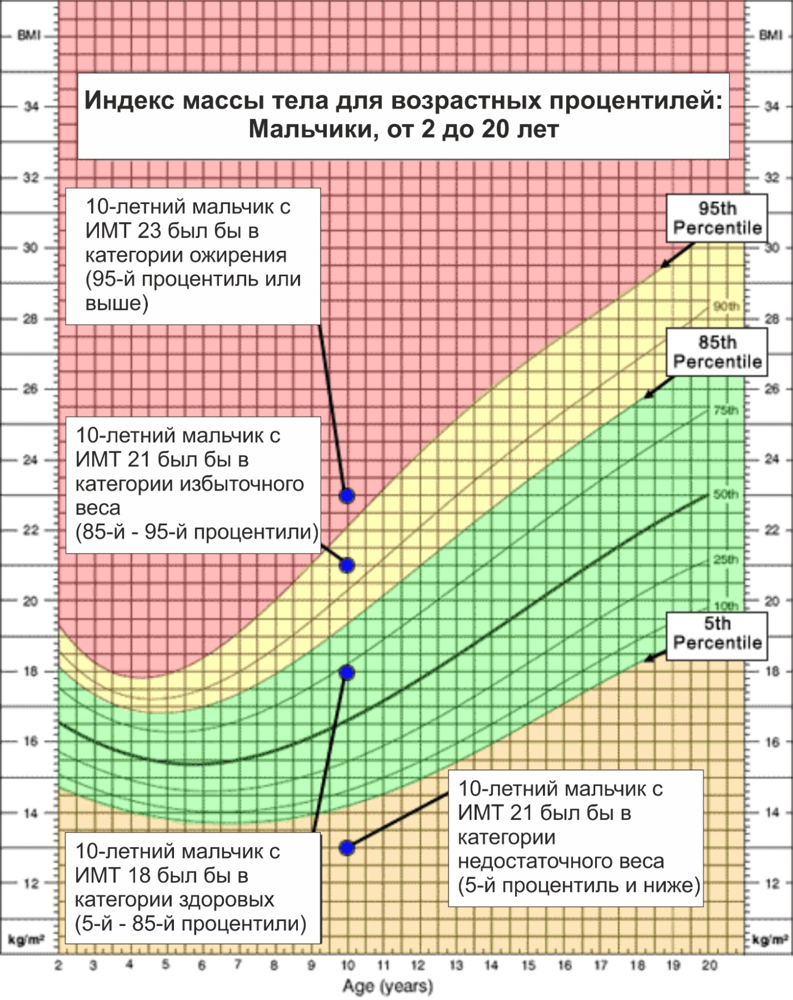 BMI
BMI
Индекс массы тела для возрастных процентилей:
Мальчики, от 2 до 20 лет
34
34
32
32
10-летний мальчик с
ИМТ 23 был бы в
категории ожирения
(95-й процентиль или
выше)
95th
Percentile
30
30
90th
28
28
85th
Percentile
26
26
75th
10-летний мальчик с
ИМТ 21 был бы в
категории избыточного
веса
(85-й - 95-й процентили)
24
24
50th
22
22
25th
20
20
10th
5th
Percentile
18
18
16
16
10-летний мальчик с
ИМТ 21 был бы в
категории
недостаточного веса
(5-й процентиль и ниже)
14
14
10-летний мальчик с
ИМТ 18 был бы в
категории здоровых
(5-й - 85-й процентили)
12
12
kg/m²
kg/m²
2 3 4 5 6 7 8 9 10 11 12 13 14 15 16 17 18 19 20
Age (years)